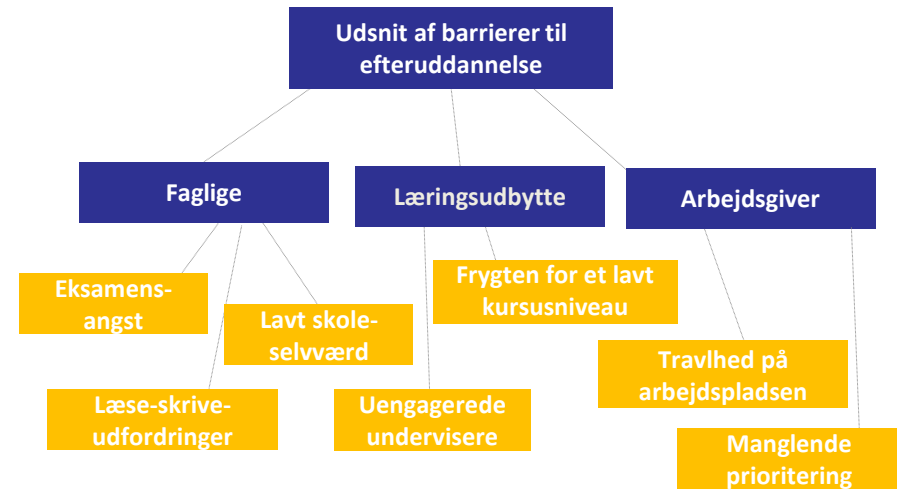 Udsnit af barrierer til
efteruddannelse
Faglige
Læringsudbytte
Arbejdsgiver
Eksamens-
angst
Lavt skole-
selvværd
Læse-skrive-
udfordringer
Frygten for et lavt
kursusniveau
Uengagerede
undervisere
Travlhed på
arbejdspladsen
Manglende
prioritering